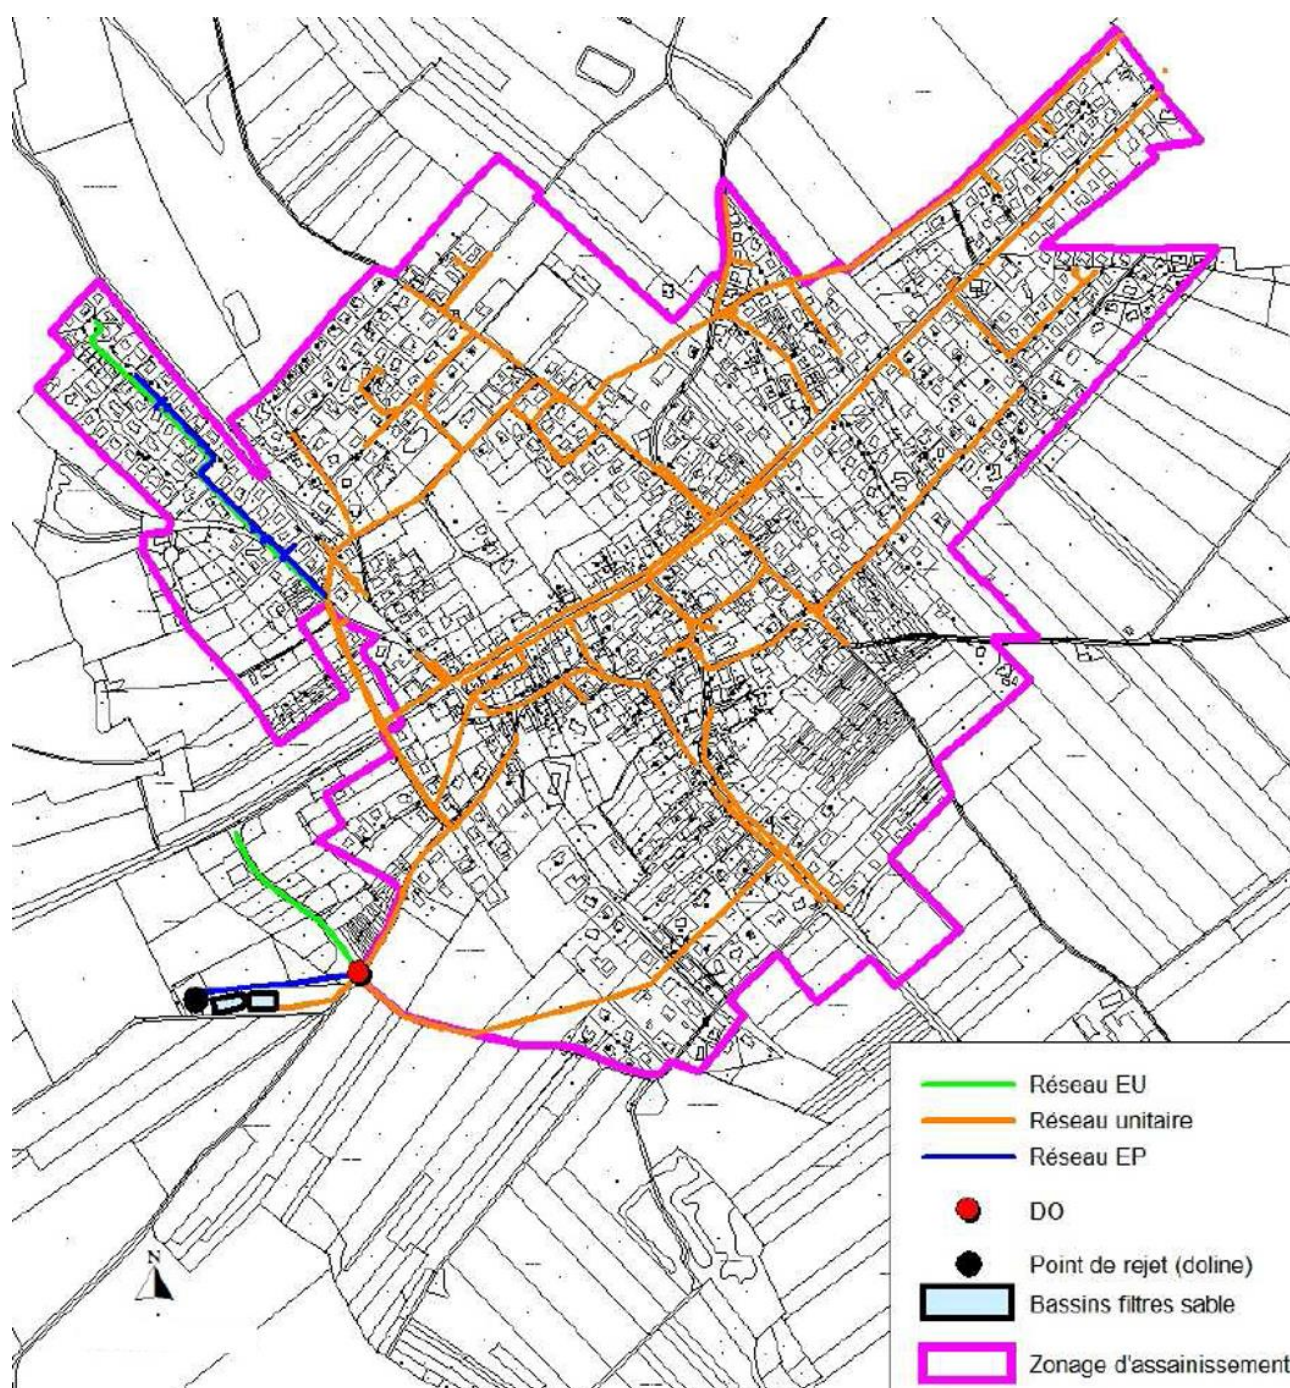 Réseau EU
Réseau unitaire
Réseau EP
DO
Point de rejet (doline)
Bassins filtres sable
Zonage d'assainissement
N